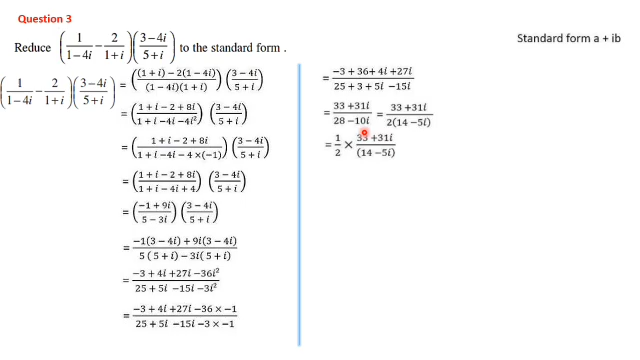 Question 3
Standard form a + ib
Reduce (1/(1−4i) − 2/(1+i))((3−4i)/(5+i)) to the standard form .
(1/(1−4i) − 2/(1+i))((3−4i)/(5+i)) = (((1+i)−2(1−4i))/((1−4i)(1+i)))((3−4i)/(5+i))
= ((1+i−2+8i)/(1+i−4i−4i²))((3−4i)/(5+i))
= ((1+i−2+8i)/(1+i−4i−4×(−1)))((3−4i)/(5+i))
= ((1+i−2+8i)/(1+i−4i+4))((3−4i)/(5+i))
= ((−1+9i)/(5−3i))((3−4i)/(5+i))
= (−1(3−4i)+9i(3−4i))/(5(5+i)−3i(5+i))
= (−3+4i+27i−36i²)/(25+5i−15i−3i²)
= (−3+4i+27i−36×−1)/(25+5i−15i−3×−1)
= (−3+36+4i+27i)/(25+3+5i−15i)
= (33+31i)/(28−10i) = (33+31i)/(2(14−5i))
= 1/2 × (33+31i)/((14−5i))